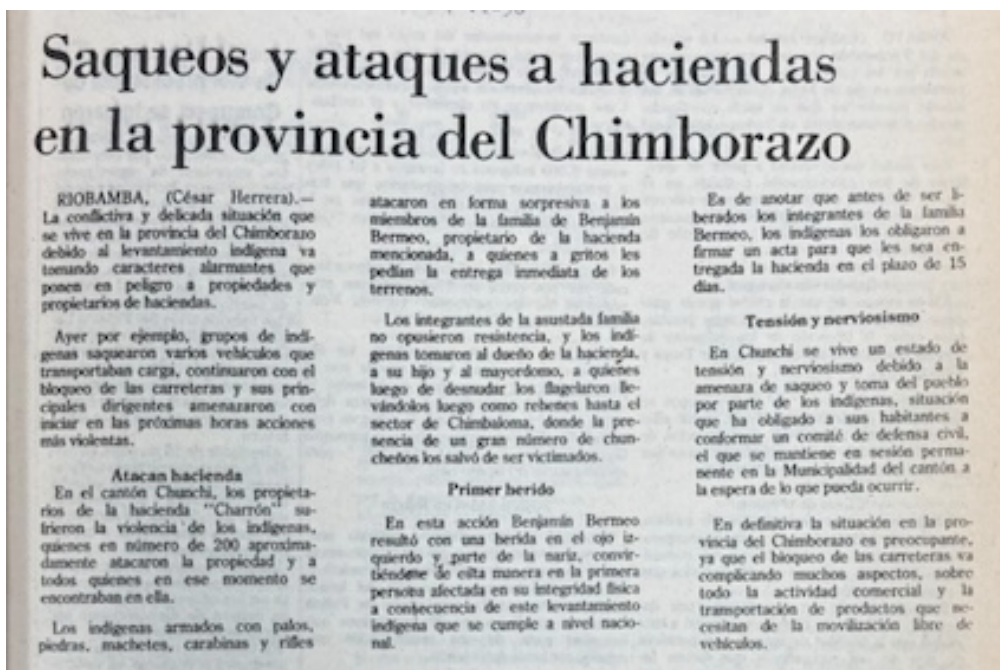 Saqueos y ataques a haciendas
en la provincia del Chimborazo
RIOBAMBA, (César Herrera).—
La conflictiva y delicada situación que
se vive en la provincia del Chimborazo
debido al levantamiento indígena va
tomando caracteres alarmantes que
ponen en peligro a propiedades y
propietarios de haciendas.
Ayer por ejemplo, grupos de indí-
genas saquearon varios vehículos que
transportaban carga, continuaron con el
bloqueo de las carreteras y sus prin-
cipales dirigentes amenazaron con
iniciar en las próximas horas acciones
más violentas.
Atacan hacienda
En el cantón Chunchi, los propieta-
rios de la hacienda "Charrón" su-
frieron la violencia de los indígenas,
quienes en número de 200 aproxima-
damente atacaron la propiedad y a
todos quienes en ese momento se
encontraban en ella.
Los indígenas armados con palos,
piedras, machetes, carabinas y rifles
atacaron en forma sorpresiva a los
miembros de la familia de Benjamín
Bermeo, propietario de la hacienda
mencionada, a quienes a gritos les
pedían la entrega inmediata de los
terrenos.
Los integrantes de la asustada familia
no opusieron resistencia, y los indí-
genas tomaron al dueño de la hacienda,
a su hijo y al mayordomo, a quienes
luego de desnudar los flagelaron lle-
vándolos luego como rehenes hasta el
sector de Chimbaloma, donde la pre-
sencia de un gran número de chun-
cheños los salvó de ser victimados.
Primer herido
En esta acción Benjamín Bermeo
resultó con una herida en el ojo iz-
quierdo y parte de la nariz, convir-
tiéndose de esta manera en la primera
persona afectada en su integridad física
a consecuencia de este levantamiento
indígena que se cumple a nivel nacio-
nal.
Es de anotar que antes de ser li-
berados los integrantes de la familia
Bermeo, los indígenas los obligaron a
firmar un acta para que les sea en-
tregada la hacienda en el plazo de 15
días.
Tensión y nerviosismo
En Chunchi se vive un estado de
tensión y nerviosismo debido a la
amenaza de saqueo y toma del pueblo
por parte de los indígenas, situación
que ha obligado a sus habitantes a
conformar un comité de defensa civil,
el que se mantiene en sesión perma-
nente en la Municipalidad del cantón a
la espera de lo que pueda ocurrir.
En definitiva la situación en la pro-
vincia del Chimborazo es preocupante,
ya que el bloqueo de las carreteras va
complicando muchos aspectos, sobre
todo la actividad comercial y la
transportación de productos que ne-
cesitan de la movilización libre de
vehículos.